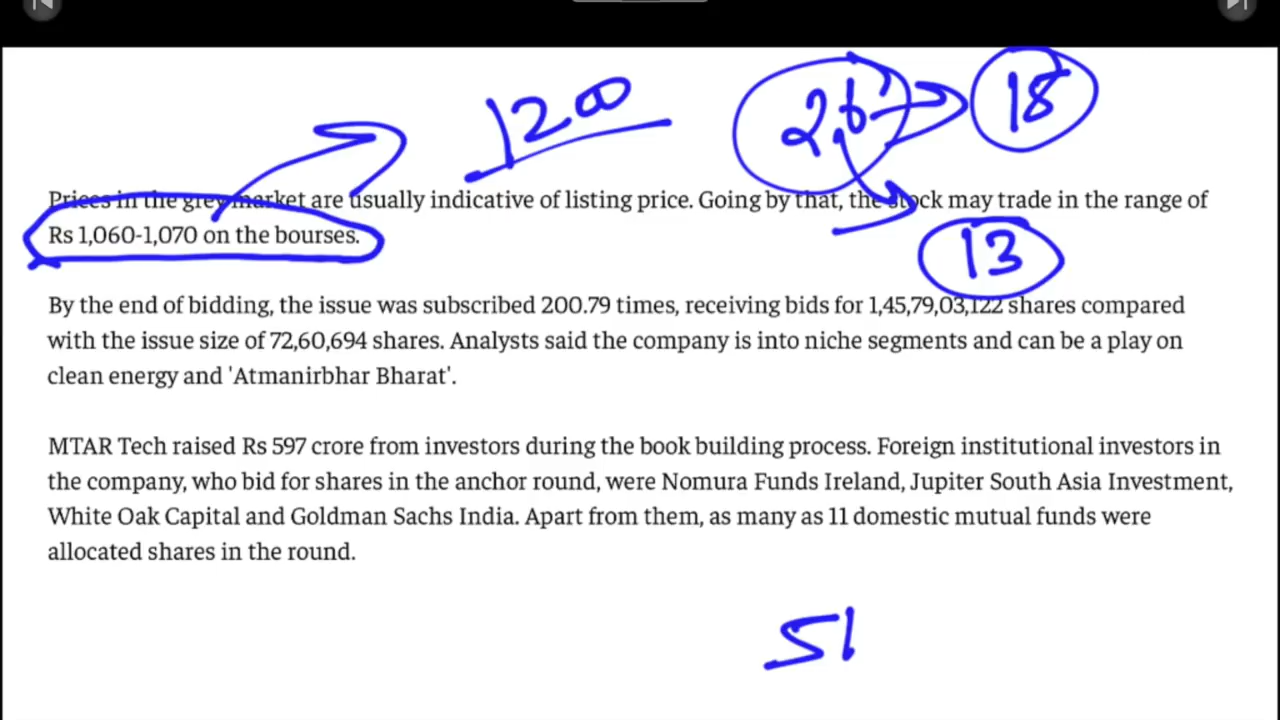 1200
26
18
Prices in the grey market are usually indicative of listing price. Going by that, the stock may trade in the range of
Rs 1,060-1,070 on the bourses.
13
By the end of bidding, the issue was subscribed 200.79 times, receiving bids for 1,45,79,03,122 shares compared
with the issue size of 72,60,694 shares. Analysts said the company is into niche segments and can be a play on
clean energy and 'Atmanirbhar Bharat'.
MTAR Tech raised Rs 597 crore from investors during the book building process. Foreign institutional investors in
the company, who bid for shares in the anchor round, were Nomura Funds Ireland, Jupiter South Asia Investment,
White Oak Capital and Goldman Sachs India. Apart from them, as many as 11 domestic mutual funds were
allocated shares in the round.